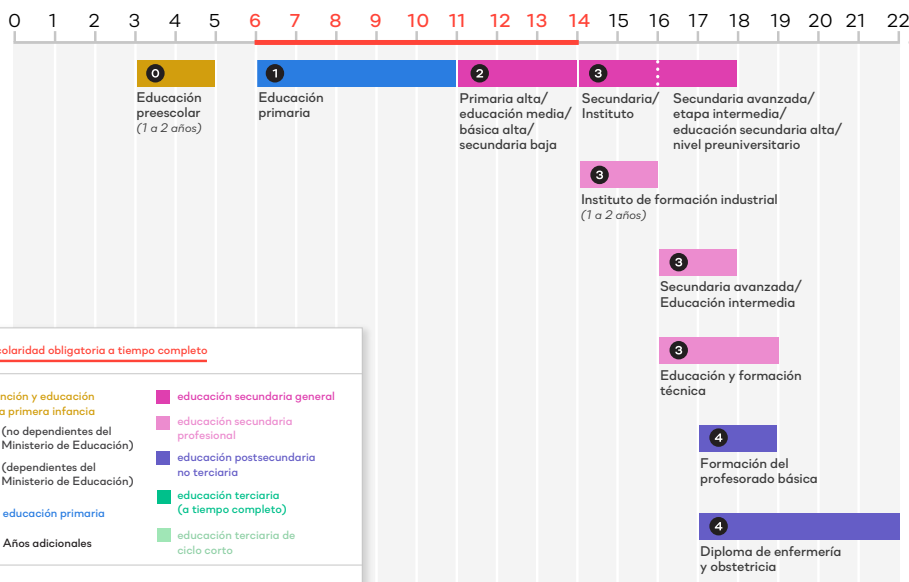 0 1 2 3 4 5 6 7 8 9 10 11 12 13 14 15 16 17 18 19 20 21 22
0
Educación
preescolar
(1 a 2 años)
1
Educación
primaria
2
Primaria alta/
educación media/
básica alta/
secundaria baja
3
Secundaria/
Instituto
Secundaria avanzada/
etapa intermedia/
educación secundaria alta/
nivel preuniversitario
3
Instituto de formación industrial
(1 a 2 años)
3
Secundaria avanzada/
Educación intermedia
3
Educación y formación
técnica
4
Formación del
profesorado básica
4
Diploma de enfermería
y obstetricia
colaridad obligatoria a tiempo completo
nción y educación
a primera infancia
(no dependientes del
Ministerio de Educación)
(dependientes del
Ministerio de Educación)
educación primaria
Años adicionales
educación secundaria general
educación secundaria
profesional
educación postsecundaria
no terciaria
educación terciaria
(a tiempo completo)
educación terciaria de
ciclo corto